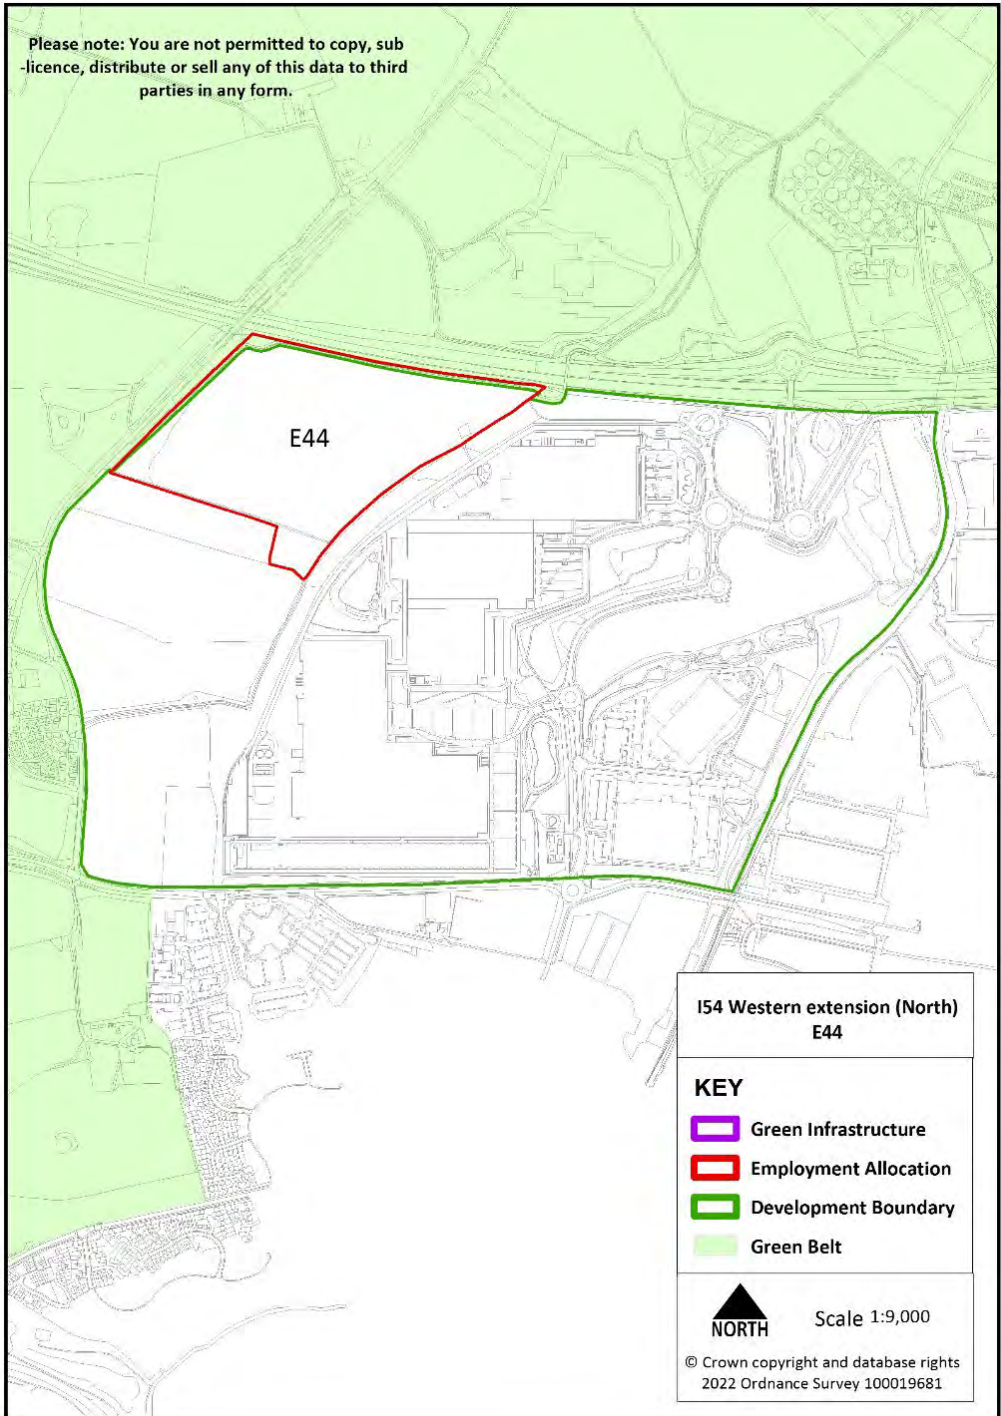 Please note: You are not permitted to copy, sub
-licence, distribute or sell any of this data to third
parties in any form.
E44
I54 Western extension (North)
E44
KEY
Green Infrastructure
Employment Allocation
Development Boundary
Green Belt
NORTH
Scale 1:9,000
© Crown copyright and database rights
2022 Ordnance Survey 100019681